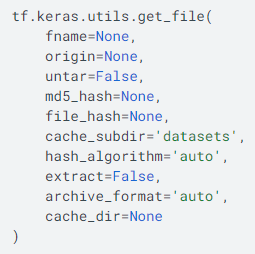 tf.keras.utils.get_file(
    fname=None,
    origin=None,
    untar=False,
    md5_hash=None,
    file_hash=None,
    cache_subdir='datasets',
    hash_algorithm='auto',
    extract=False,
    archive_format='auto',
    cache_dir=None
)